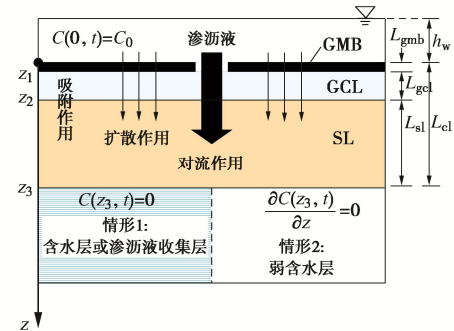 C(0, t)=C₀
渗沥液
GMB
L_gmb
h_w
z₁
吸附作用
GCL
L_gcl
z₂
扩散作用
SL
L_sl
L_cl
对流作用
z₃
C(z₃, t)=0
情形1:
含水层或渗沥液收集层
∂C(z₃, t)/∂z=0
情形2:
弱含水层
z